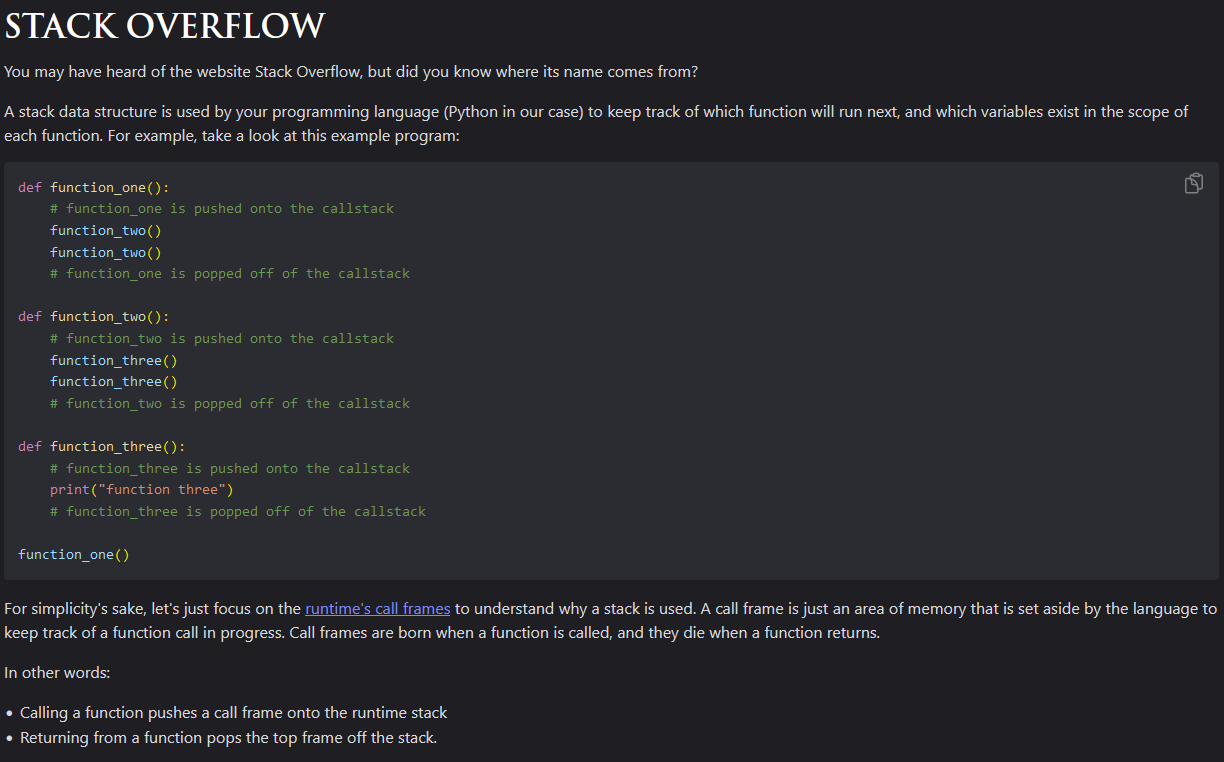 STACK OVERFLOW
You may have heard of the website Stack Overflow, but did you know where its name comes from?
A stack data structure is used by your programming language (Python in our case) to keep track of which function will run next, and which variables exist in the scope of
each function. For example, take a look at this example program:
def function_one():
    # function_one is pushed onto the callstack
    function_two()
    function_two()
    # function_one is popped off of the callstack

def function_two():
    # function_two is pushed onto the callstack
    function_three()
    function_three()
    # function_two is popped off of the callstack

def function_three():
    # function_three is pushed onto the callstack
    print("function three")
    # function_three is popped off of the callstack

function_one()
For simplicity's sake, let's just focus on the runtime's call frames to understand why a stack is used. A call frame is just an area of memory that is set aside by the language to
keep track of a function call in progress. Call frames are born when a function is called, and they die when a function returns.
In other words:
• Calling a function pushes a call frame onto the runtime stack
• Returning from a function pops the top frame off the stack.